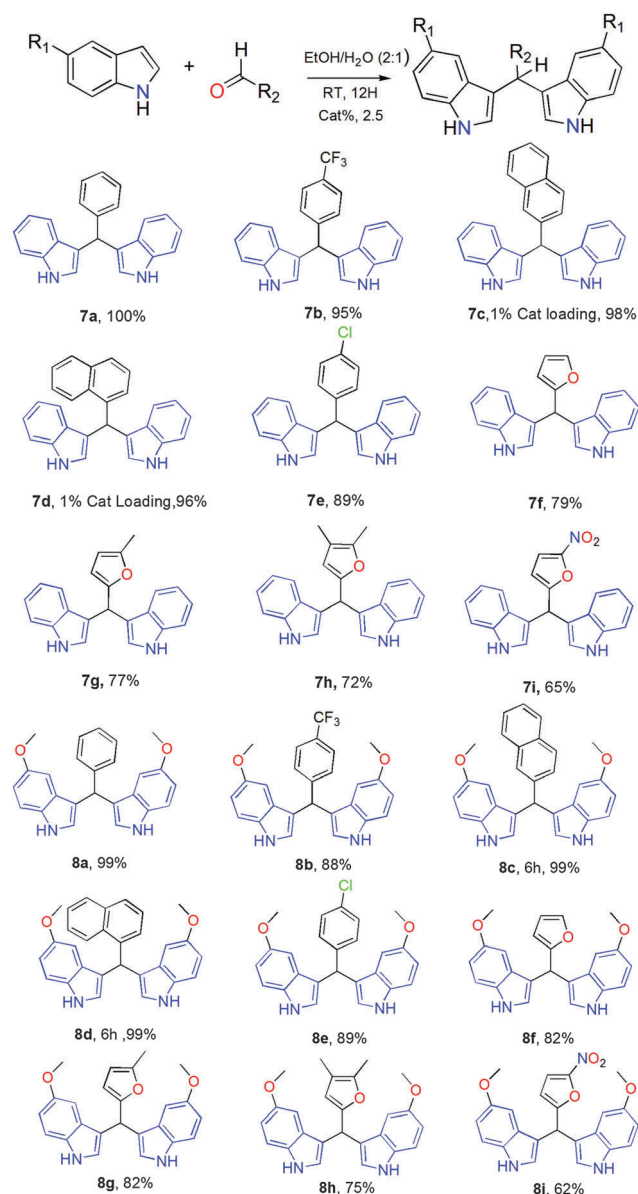 R1 + H O R2 EtOH/H2O (2:1) RT, 12H Cat%, 2.5 R1 R2 H R1
N H HN N H
CF3
NH HN NH HN NH HN
7a, 100% 7b, 95% 7c,1% Cat loading, 98%
Cl O
NH HN NH HN NH HN
7d, 1% Cat Loading,96% 7e, 89% 7f, 79%
O O NO2 O
NH HN NH HN NH HN
7g, 77% 7h, 72% 7i, 65%
O O O CF3 O O O
NH HN NH HN NH HN
8a, 99% 8b, 88% 8c, 6h, 99%
O O O Cl O O O O
NH HN NH HN NH HN
8d, 6h ,99% 8e, 89% 8f, 82%
O O O O O O O NO2 O O
NH HN NH HN NH HN
8g, 82% 8h, 75% 8i, 62%